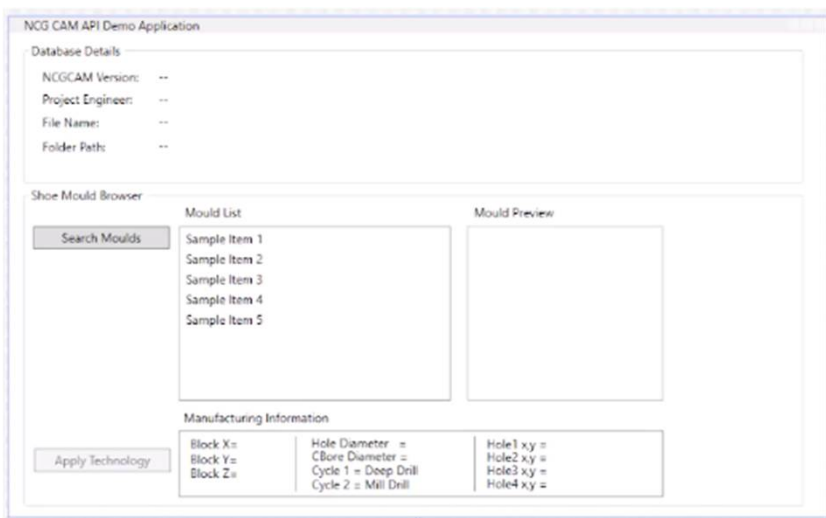 NCG CAM API Demo Application
Database Details
NCGCAM Version: --
Project Engineer: --
File Name: --
Folder Path: --
Shoe Mould Browser
Mould List
Mould Preview
Search Moulds
Sample Item 1
Sample Item 2
Sample Item 3
Sample Item 4
Sample Item 5
Manufacturing Information
Apply Technology
Block X=
Block Y=
Block Z=
Hole Diameter =
CBore Diameter =
Cycle 1 = Deep Drill
Cycle 2 = Mill Drill
Hole1 x,y =
Hole2 x,y =
Hole3 x,y =
Hole4 x,y =